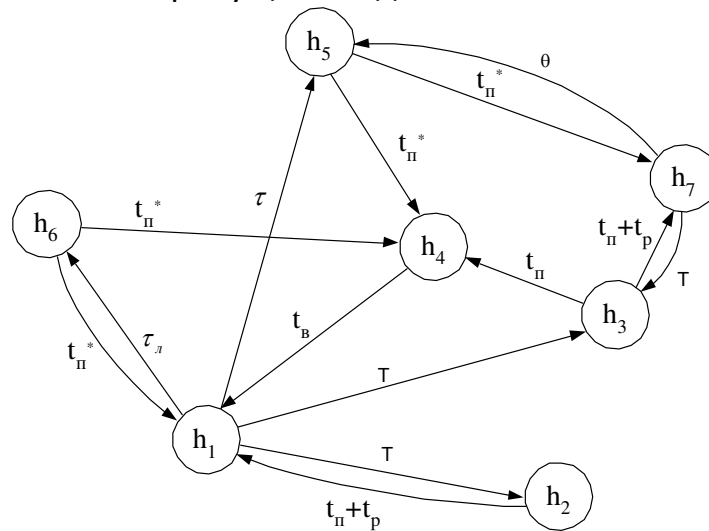 h₅
θ
tп*
tп*
τ
h₇
h₆
tп*
tп+tр
h₄
tп
T
h₃
tв
τл
tп*
T
h₁
T
h₂
tп+tр